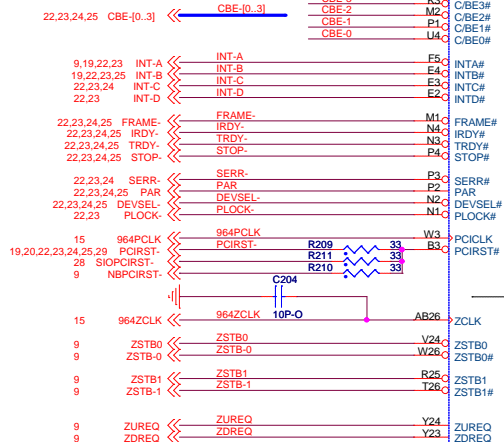 CBE-3 K3 C/BE3#
22,23,24,25 CBE-[0..3] CBE-[0..3] CBE-2 M2 C/BE2#
CBE-1 P1 C/BE1#
CBE-0 U4 C/BE0#
9,19,22,23 INT-A INT-A F5 INTA#
19,22,23,25 INT-B INT-B E4 INTB#
22,23,24 INT-C INT-C E3 INTC#
22,23 INT-D INT-D E2 INTD#
22,23,24,25 FRAME- FRAME- M1 FRAME#
22,23,24,25 IRDY- IRDY- N4 IRDY#
22,23,24,25 TRDY- TRDY- N3 TRDY#
22,23,24,25 STOP- STOP- P4 STOP#
22,23,24 SERR- SERR- P3 SERR#
22,23,24,25 PAR PAR P2 PAR
22,23,24,25 DEVSEL- DEVSEL- N2 DEVSEL#
22,23 PLOCK- PLOCK- N1 PLOCK#
15 964PCLK 964PCLK W3 PCICLK
19,20,22,23,24,25,29 PCIRST- PCIRST- R209 33 B3 PCIRST#
28 SIOPCIRST- R211 33
9 NBPCIRST- R210 33
C204
10P-O
15 964ZCLK 964ZCLK AB26 ZCLK
9 ZSTB0 ZSTB0 V24 ZSTB0
9 ZSTB-0 ZSTB-0 W26 ZSTB0#
9 ZSTB1 ZSTB1 R25 ZSTB1
9 ZSTB-1 ZSTB-1 T26 ZSTB1#
9 ZUREQ ZUREQ Y24 ZUREQ
9 ZDREQ ZDREQ Y23 ZDREQ